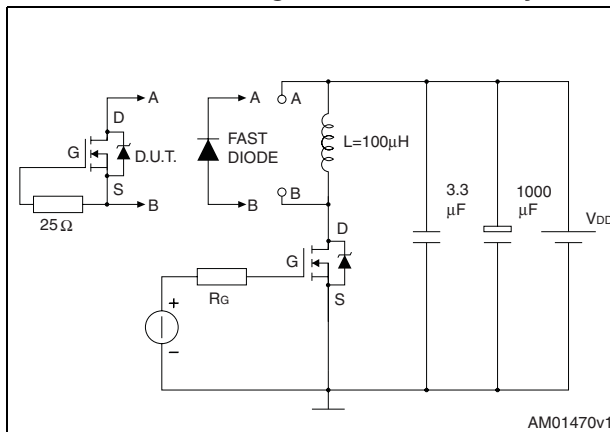 A
A
A
D
G
D.U.T.
FAST
DIODE
L=100µH
S
B
B
B
25 Ω
3.3
µF
1000
µF
VDD
D
G
S
RG
+
−
AM01470v1